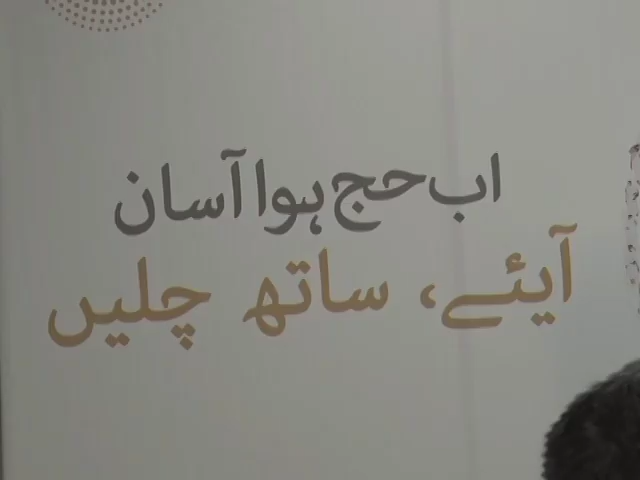 اب حج ہوا آسان
آیئے، ساتھ چلیں